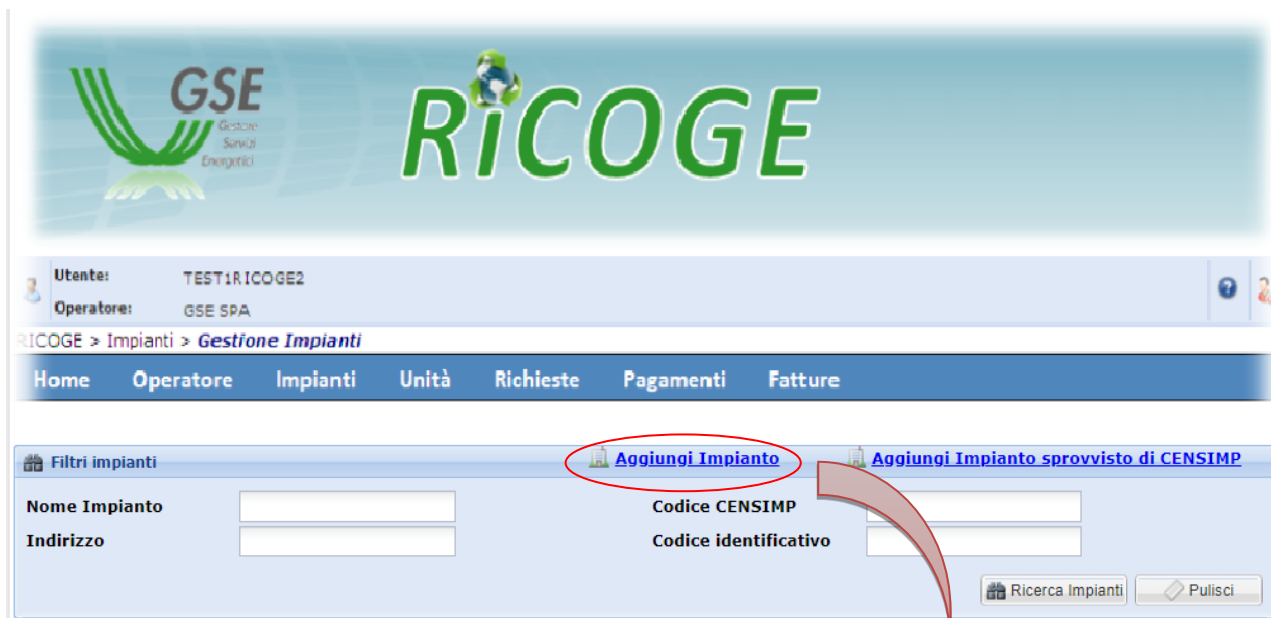 GSE
Gestore
Servizi
Energetici
RiCOGE
Utente: TEST1RICOGE2
Operatore: GSE SPA
RICOGE > Impianti > Gestione Impianti
Home Operatore Impianti Unità Richieste Pagamenti Fatture
Filtri impianti Aggiungi Impianto Aggiungi Impianto sprovvisto di CENSIMP
Nome Impianto Codice CENSIMP
Indirizzo Codice identificativo
Ricerca Impianti Pulisci